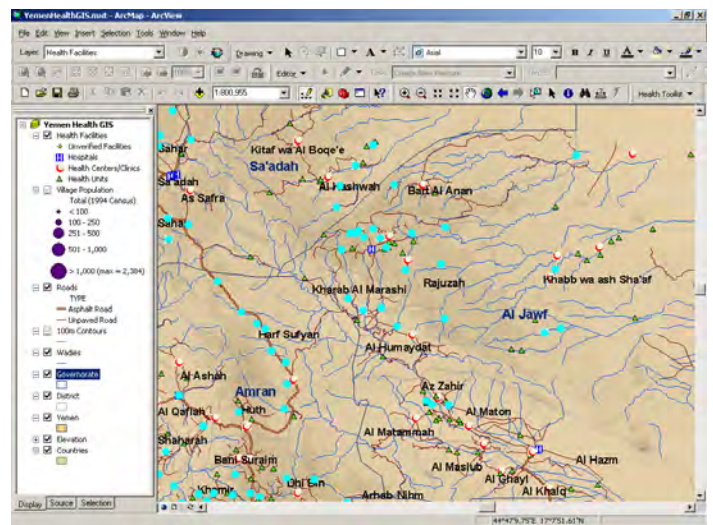 YemenHealthGIS.mxd - ArcMap - ArcView
File Edit View Insert Selection Tools Window Help
Layer: Health Facilities
Drawing
Arial
10
B I U
Editor
Create New Feature
1:800,955
Health Toolkit
Yemen Health GIS
Health Facilities
Unverified Facilities
Hospitals
Health Centers/Clinics
Health Units
Village Population
Total (1994 Census)
< 100
100 - 250
251 - 500
501 - 1,000
> 1,000 (max = 2,384)
Roads
TYPE
Asphalt Road
Unpaved Road
100m Contours
Wadies
Governorate
District
Yemen
Elevation
Countries
Display Source Selection
Sahar
Kitaf wa Al Boqe'e
Sa'adah
Sa'adah
Al Hashwah
Bart Al Anan
As Safra
Sahar
Khabb wa ash Sha'af
Kharab Al Marashi
Rajuzah
Al Jawf
Harf Sufyan
Al Humaydat
Al Ashah
Az Zahir
Amran
Al Qaflah
Huth
Al Maton
Al Matammah
Shaharah
Bani Suraim
Al Maslub
Al Hazm
Al Ghayl
Khamir
Dhi Bin
Arhab Nihm
Al Khalq
44°47'9.75"E 17°7'51.61"N